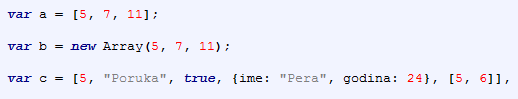 var a = [5, 7, 11];
var b = new Array(5, 7, 11);
var c = [5, "Poruka", true, {ime: "Pera", godina: 24}, [5, 6]],